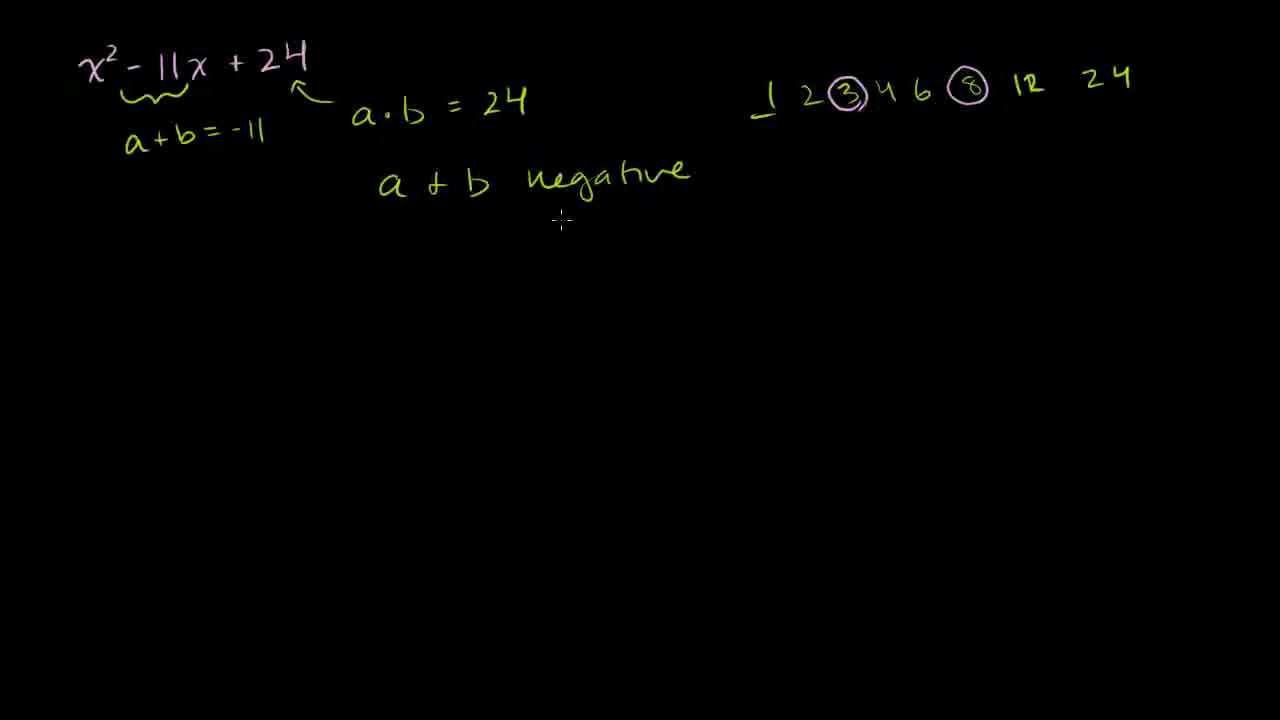 x² - 11x + 24
a + b = -11
a · b = 24
a + b negative
1 2 3 4 6 8 12 24